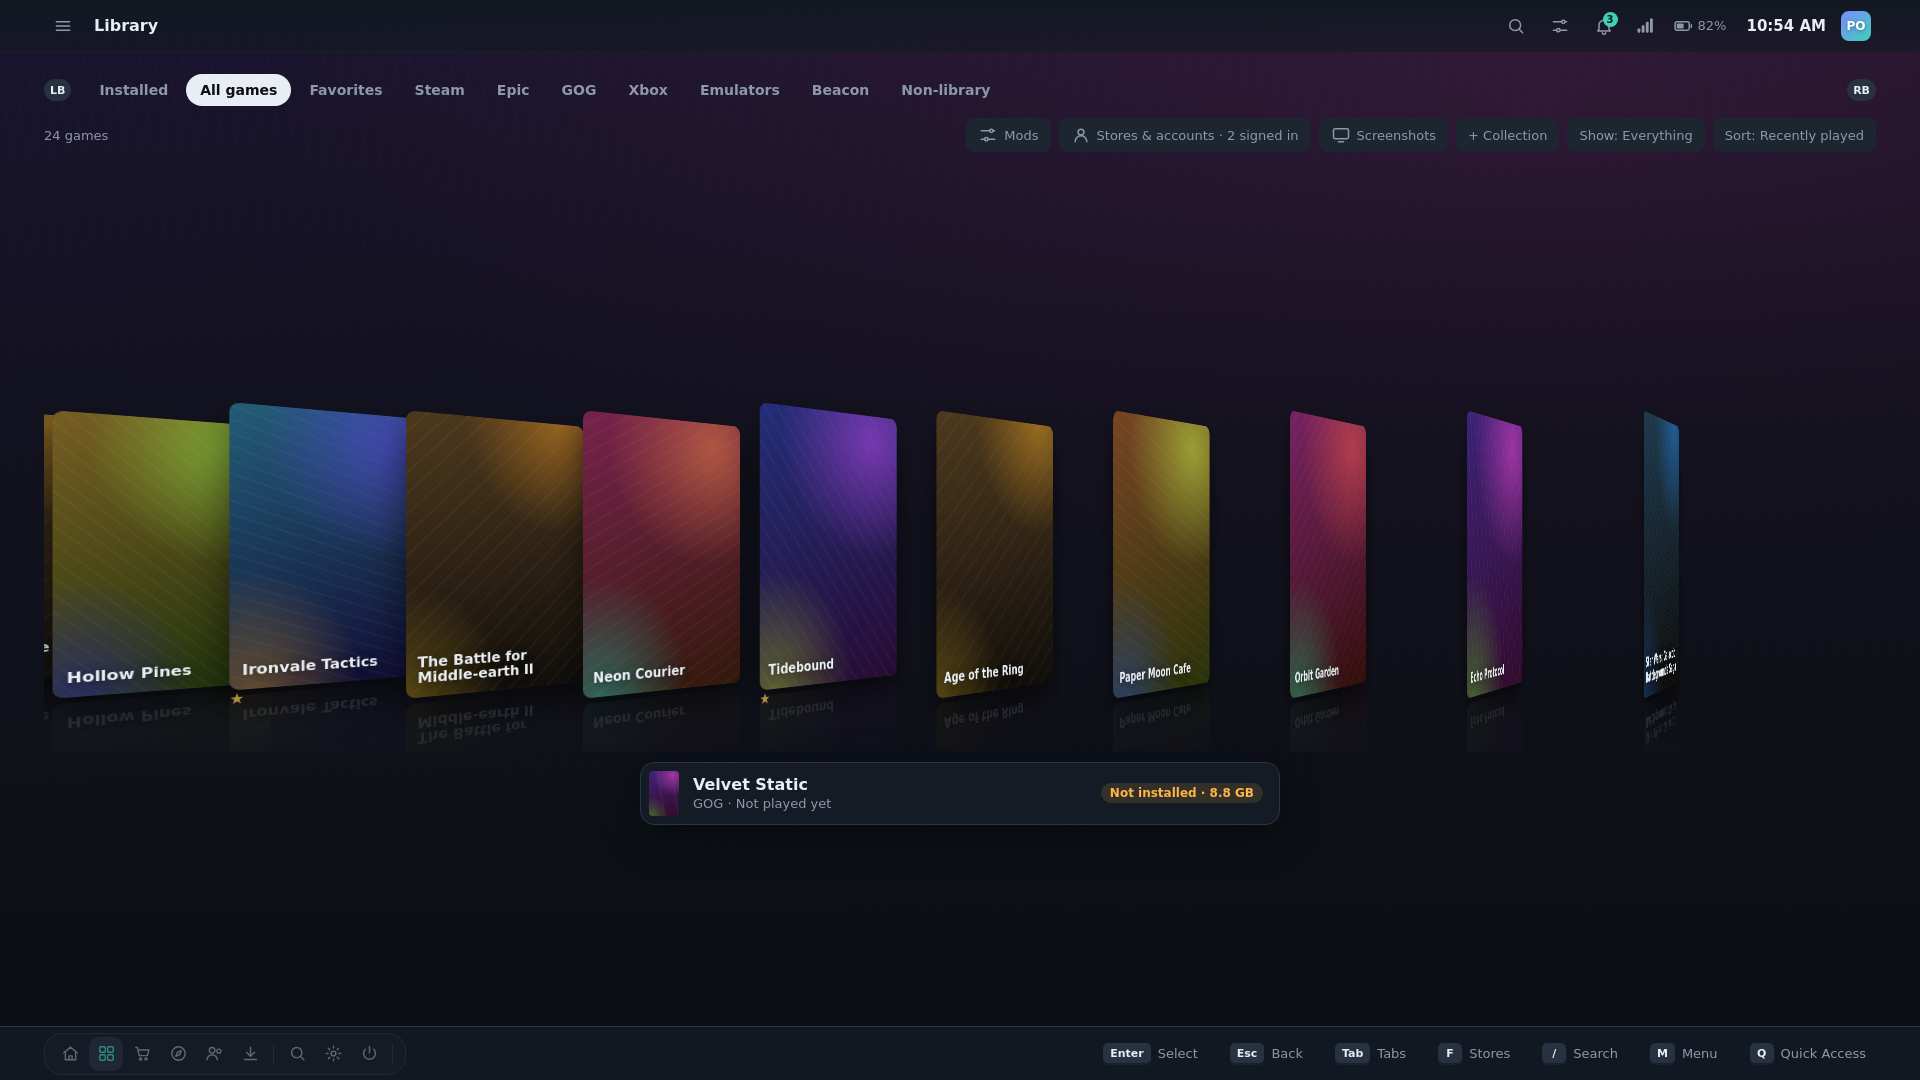 Library
3
82%
10:54 AM
PO
LB
Installed
All games
Favorites
Steam
Epic
GOG
Xbox
Emulators
Beacon
Non-library
RB
24 games
Mods
Stores & accounts · 2 signed in
Screenshots
+ Collection
Show: Everything
Sort: Recently played
Hollow Pines
Ironvale Tactics
The Battle for
Middle-earth II
Neon Courier
Tidebound
Age of the Ring
Paper Moon Cafe
Orbit Garden
Echo Protocol
Velvet Static
GOG · Not played yet
Not installed · 8.8 GB
Enter Select
Esc Back
Tab Tabs
F Stores
/ Search
M Menu
Q Quick Access